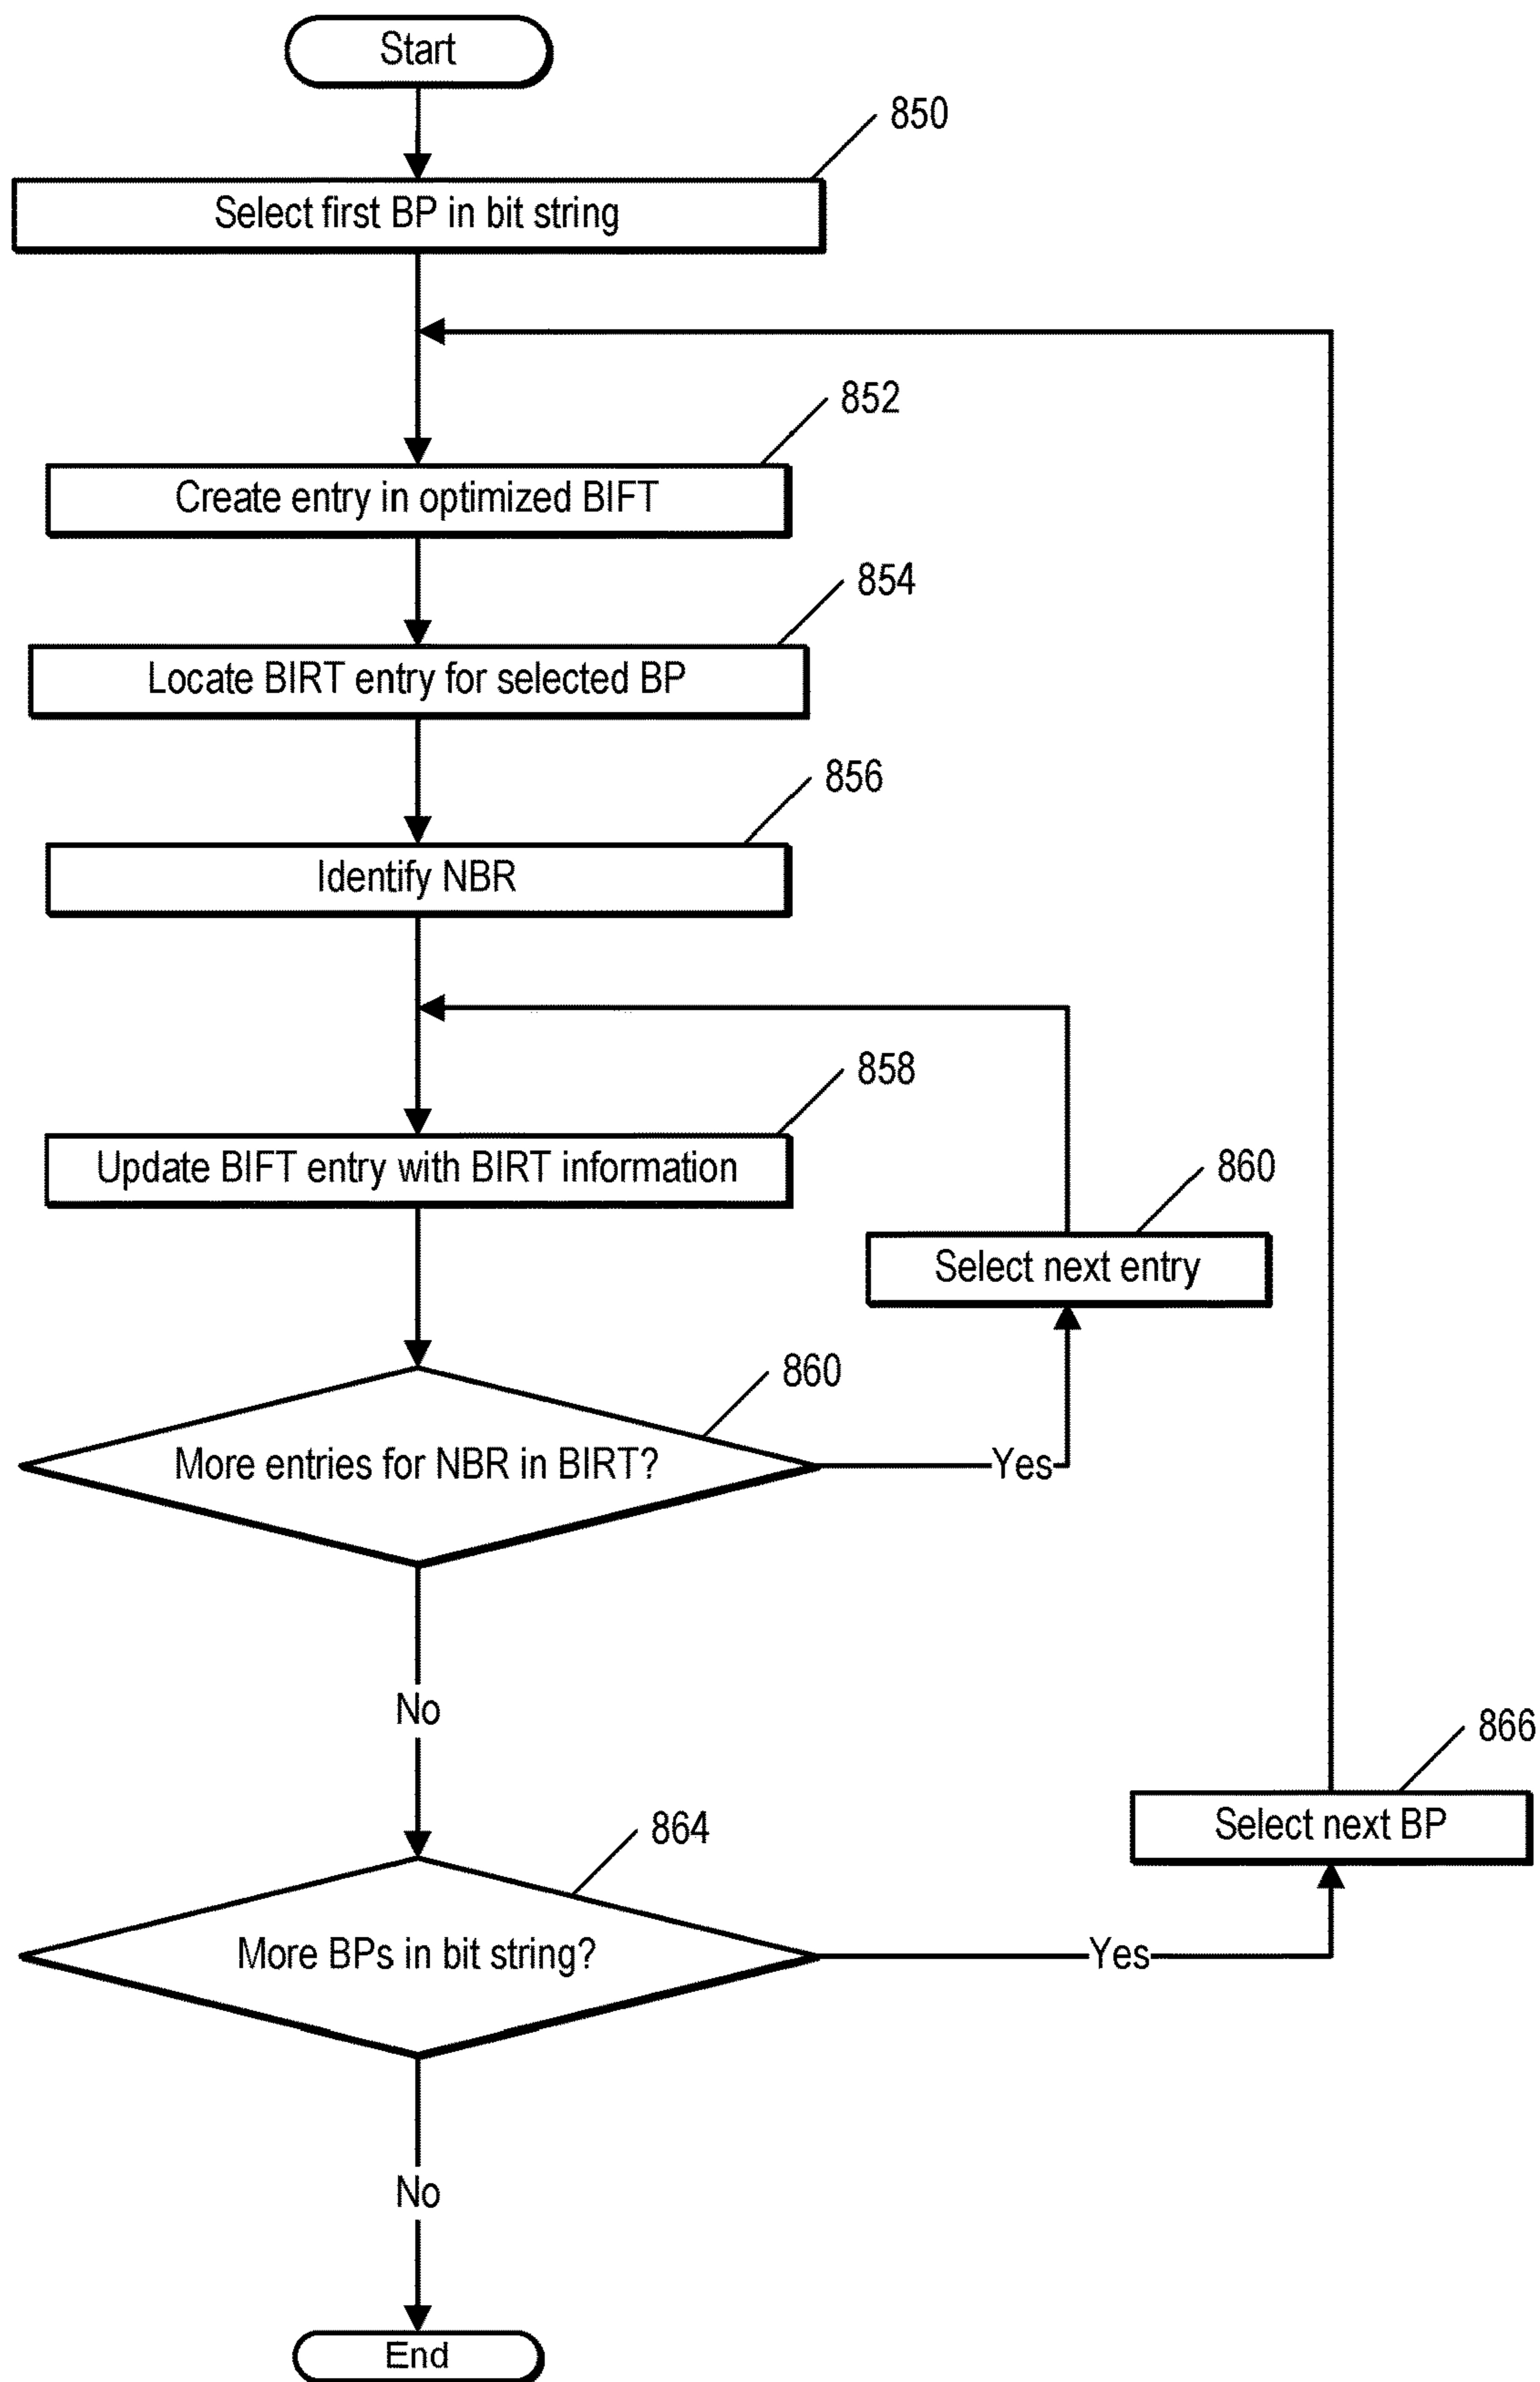 Start
850
Select first BP in bit string
852
Create entry in optimized BIFT
854
Locate BIRT entry for selected BP
856
Identify NBR
858
Update BIFT entry with BIRT information
860
Select next entry
860
More entries for NBR in BIRT?
Yes
No
866
Select next BP
864
More BPs in bit string?
Yes
No
End